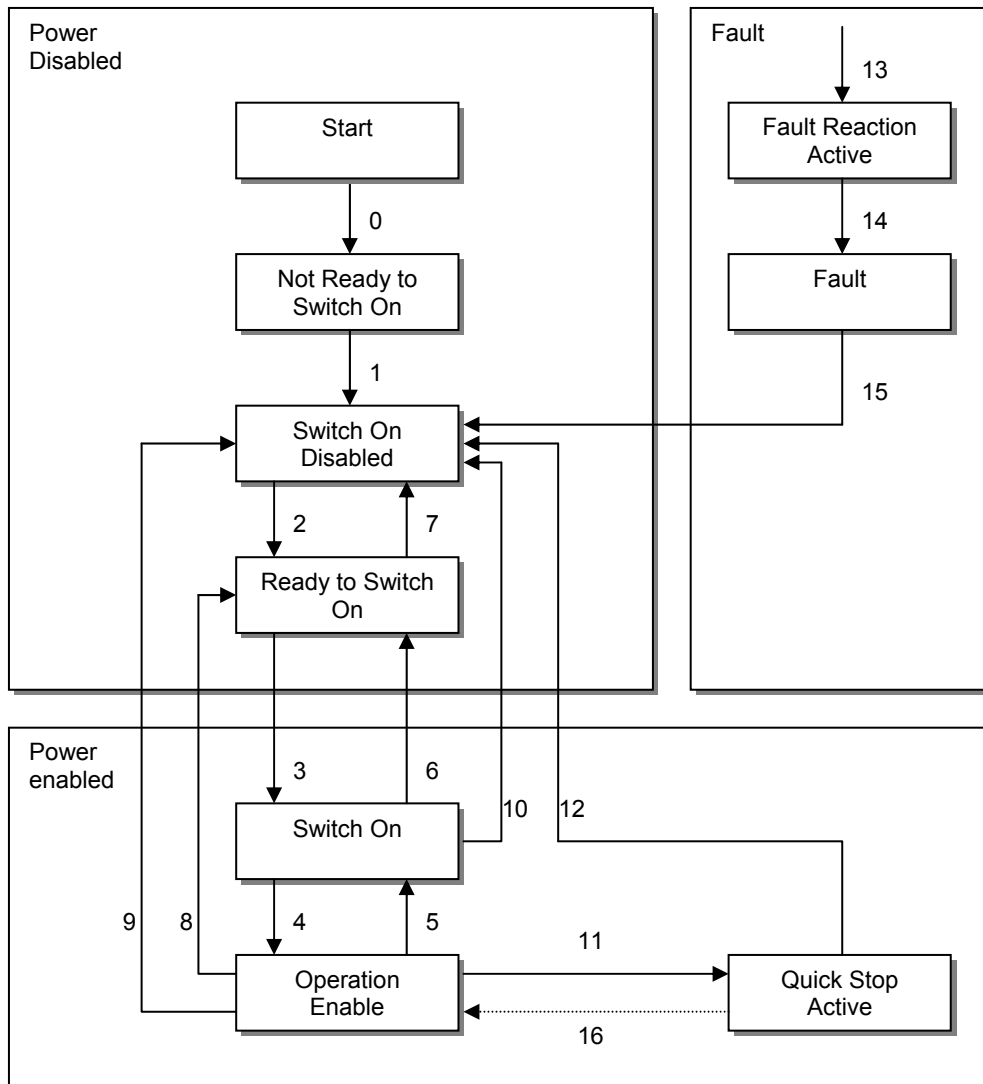 Power
Disabled
Start
0
Not Ready to
Switch On
1
Switch On
Disabled
2
7
Ready to Switch
On
Fault
13
Fault Reaction
Active
14
Fault
15
Power
enabled
3
6
10
12
Switch On
9
8
4
5
11
Operation
Enable
Quick Stop
Active
16